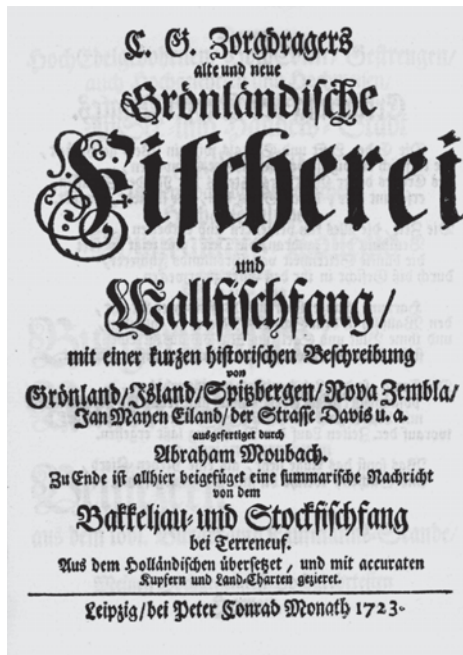 C. G. Zorgdragers
alte und neue
Grönländische
Fischerei
und
Wallfischfang/
mit einer kurzen historischen Beschreibung
von
Grönland/Island/Spitzbergen/Nova Zembla/
Jan Mayen Eiland/der Strasse Davis u. a.
ausgefertiget durch
Abraham Moubach.
Zu Ende ist allhier beigefüget eine summarische Nachricht
von dem
Bakkeljau- und Stockfischfang
bei Terreneuf.
Aus dem Holländischen übersetzet, und mit accuraten
Kupfern und Land-Charten gezieret.
Leipzig/bei Peter Conrad Monath 1723.